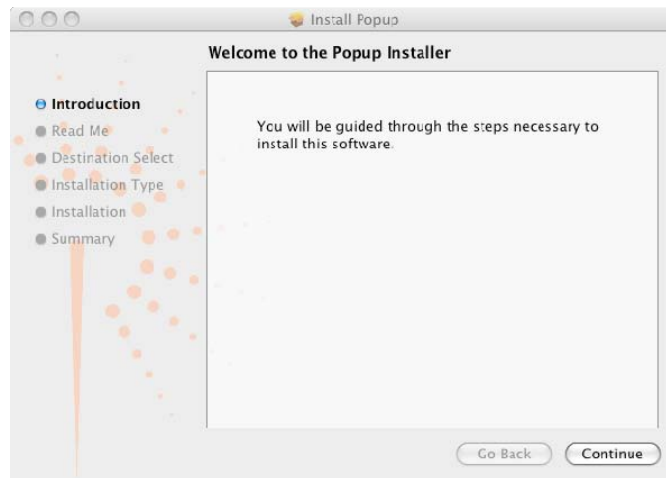 Install Popup
Welcome to the Popup Installer
Introduction
Read Me
Destination Select
Installation Type
Installation
Summary
You will be guided through the steps necessary to
install this software.
Go Back
Continue